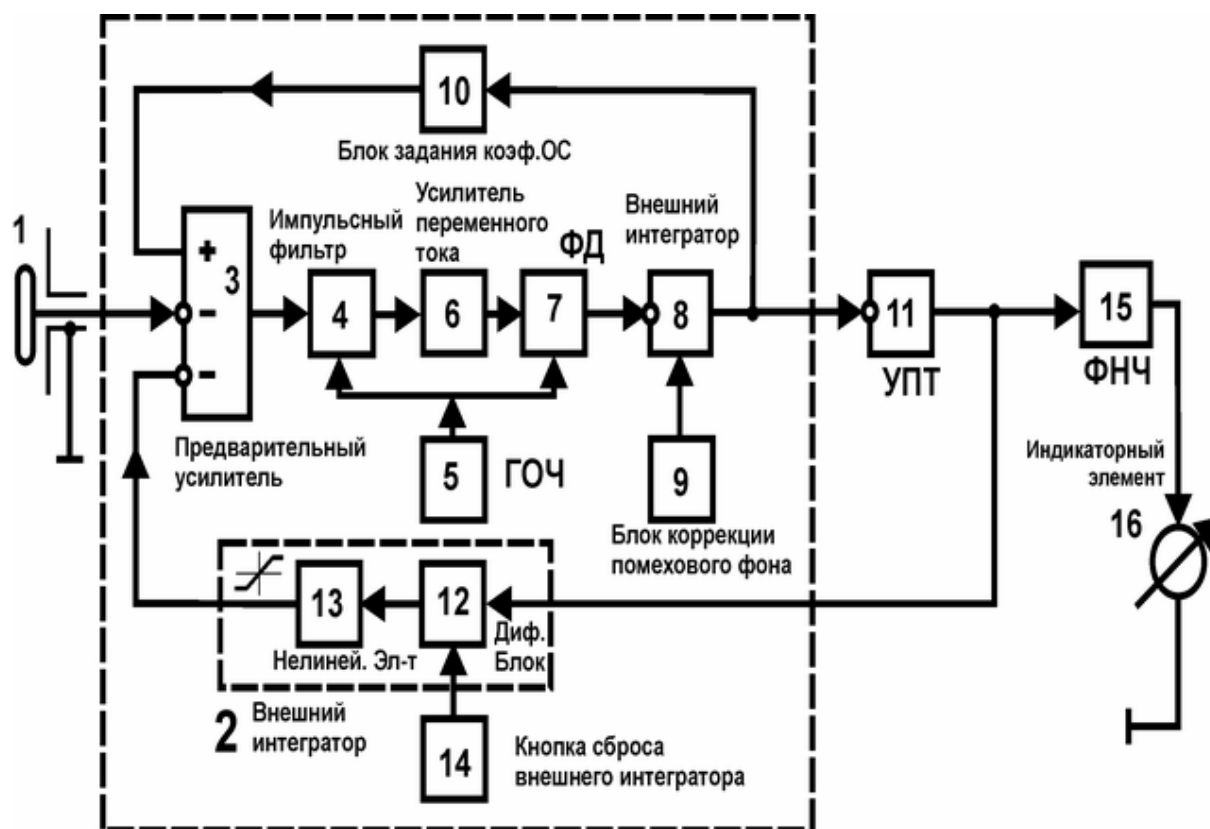 10
Блок задания коэф.ОС
1
+
-
-
3
Импульсный
фильтр
Усилитель
переменного
тока
ФД
Внешний
интегратор
4
6
7
8
11
УПТ
15
ФНЧ
Предварительный
усилитель
5
ГОЧ
9
Блок коррекции
помехового фона
Индикаторный
элемент
16
13
12
Нелиней. Эл-т
Диф.
Блок
2
Внешний
интегратор
14
Кнопка сброса
внешнего интегратора